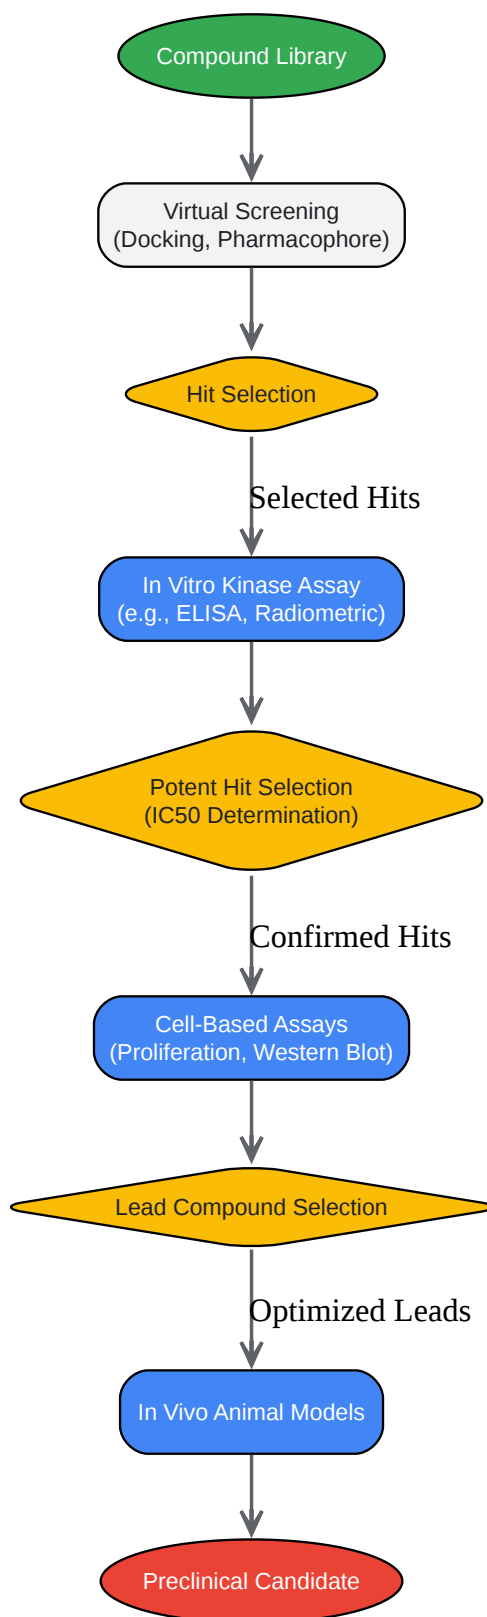 Compound Library
Virtual Screening
(Docking, Pharmacophore)
Hit Selection
Selected Hits
In Vitro Kinase Assay
(e.g., ELISA, Radiometric)
Potent Hit Selection
(IC50 Determination)
Confirmed Hits
Cell-Based Assays
(Proliferation, Western Blot)
Lead Compound Selection
Optimized Leads
In Vivo Animal Models
Preclinical Candidate